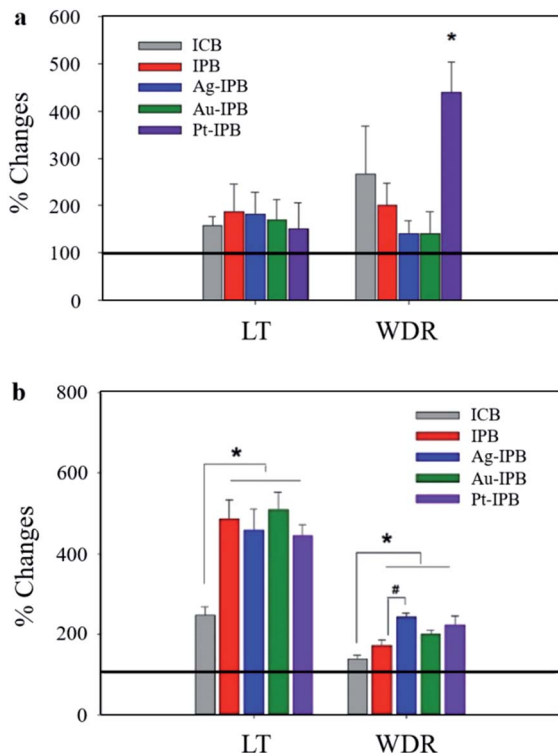 a
600
500
400
300
200
100
0
% Changes
ICB
IPB
Ag-IPB
Au-IPB
Pt-IPB
*
LT WDR
b
800
600
400
200
0
% Changes
ICB
IPB
Ag-IPB
Au-IPB
Pt-IPB
*
*
#
LT WDR